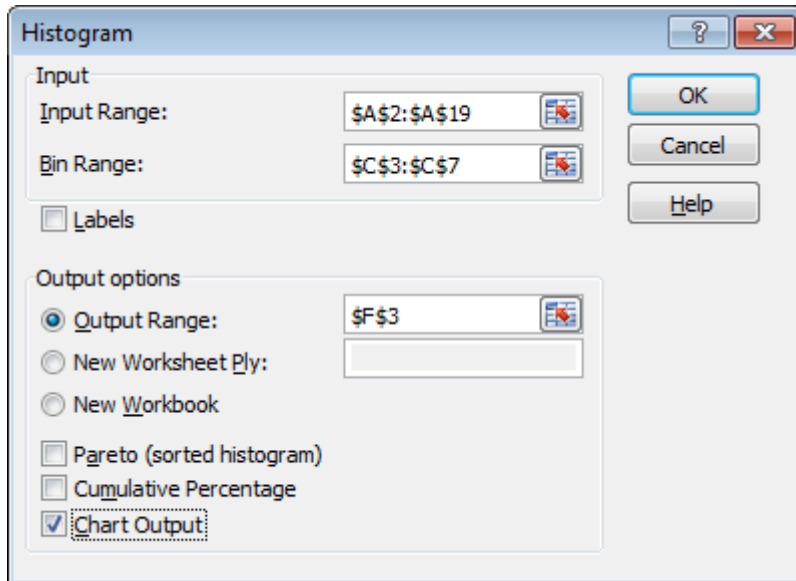 Histogram
Input
Input Range: $A$2:$A$19
Bin Range: $C$3:$C$7
Labels
OK
Cancel
Help
Output options
Output Range: $F$3
New Worksheet Ply:
New Workbook
Pareto (sorted histogram)
Cumulative Percentage
Chart Output